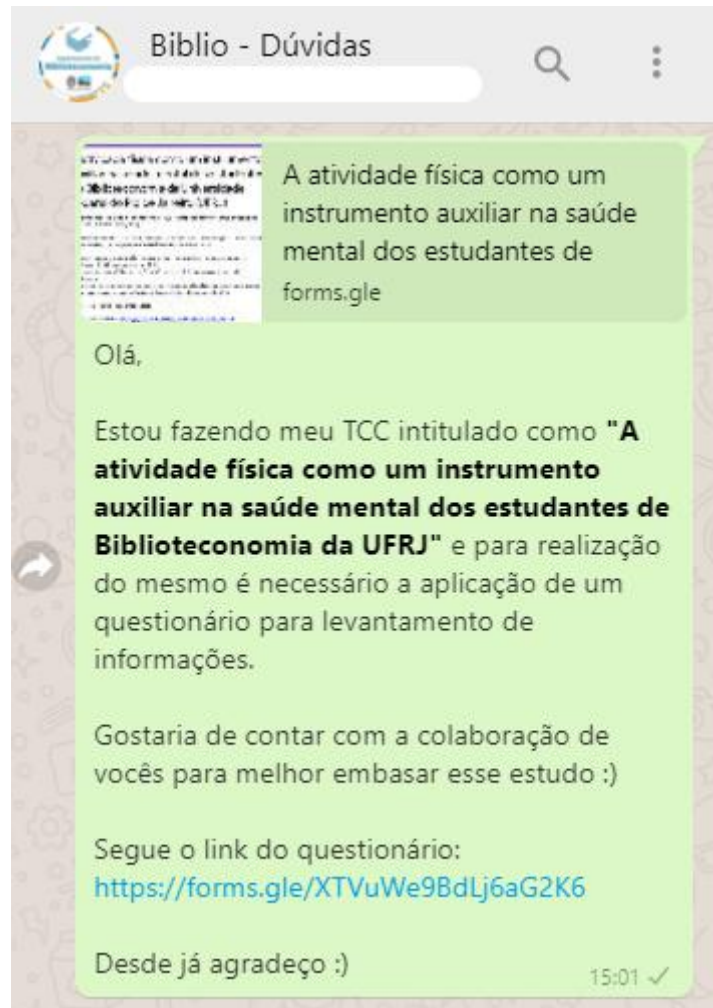 Biblio - Dúvidas
A atividade física como um
instrumento auxiliar na saúde
mental dos estudantes de
forms.gle
Olá,
Estou fazendo meu TCC intitulado como "A
atividade física como um instrumento
auxiliar na saúde mental dos estudantes de
Biblioteconomia da UFRJ" e para realização
do mesmo é necessário a aplicação de um
questionário para levantamento de
informações.
Gostaria de contar com a colaboração de
vocês para melhor embasar esse estudo :)
Segue o link do questionário:
https://forms.gle/XTVuWe9BdLj6aG2K6
Desde já agradeço :)
15:01